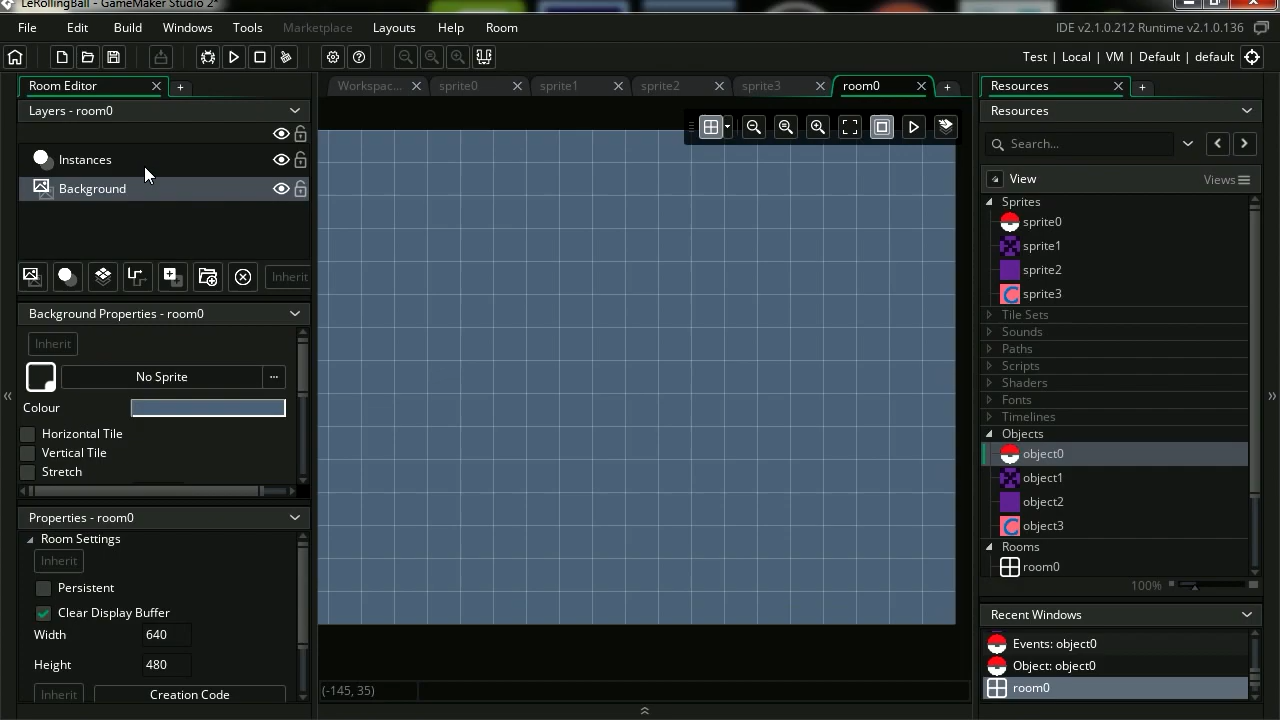 LeRollingBall - GameMaker Studio 2*
File Edit Build Windows Tools Marketplace Layouts Help Room
IDE v2.1.0.212 Runtime v2.1.0.136
Test | Local | VM | Default | default
Room Editor
Workspac... sprite0 sprite1 sprite2 sprite3 room0
Resources
Layers - room0
Resources
Search...
Instances
View
Views
Background
Sprites
sprite0
sprite1
sprite2
Inherit
sprite3
Background Properties - room0
Tile Sets
Sounds
Inherit
Paths
Scripts
No Sprite ...
Shaders
Colour
Fonts
Timelines
Horizontal Tile
Objects
Vertical Tile
object0
Stretch
object1
object2
Properties - room0
object3
Room Settings
Rooms
Inherit
room0
Persistent
100%
Clear Display Buffer
Recent Windows
Width 640
Events: object0
Height 480
Object: object0
Inherit Creation Code
room0
(-145, 35)